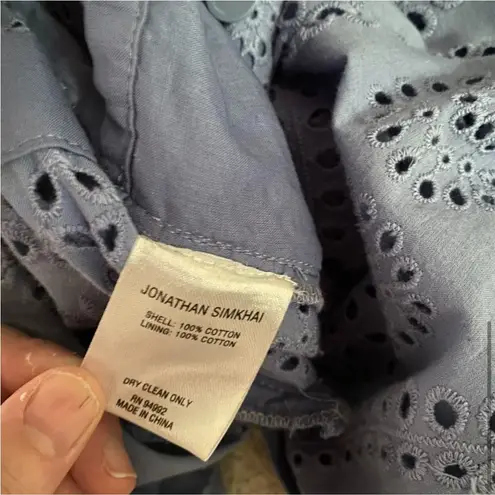 JONATHAN SIMKHAI
SHELL: 100% COTTON
LINING: 100% COTTON
DRY CLEAN ONLY
RN 94992
MADE IN CHINA